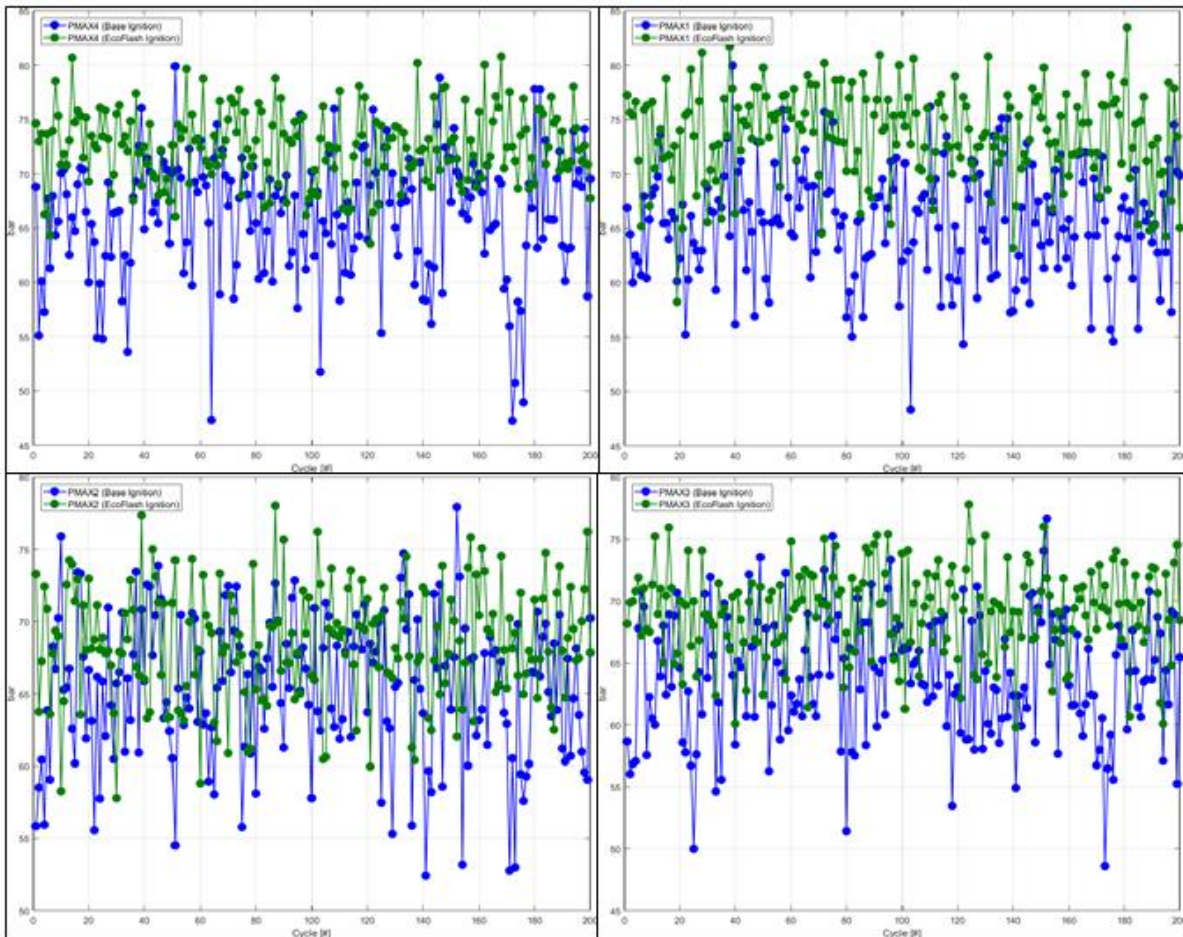 85
PMAX4 (Base Ignition)
PMAX4 (EcoFlash Ignition)
80
75
70
65
60
55
50
45
bar
0 20 40 60 80 100 120 140 160 180 200
Cycle [#]
85
PMAX1 (Base Ignition)
PMAX1 (EcoFlash Ignition)
80
75
70
65
60
55
50
45
bar
0 20 40 60 80 100 120 140 160 180 200
Cycle [#]
80
PMAX2 (Base Ignition)
PMAX2 (EcoFlash Ignition)
75
70
65
60
55
50
bar
0 20 40 60 80 100 120 140 160 180 200
Cycle [#]
80
PMAX3 (Base Ignition)
PMAX3 (EcoFlash Ignition)
75
70
65
60
55
50
45
bar
0 20 40 60 80 100 120 140 160 180 200
Cycle [#]